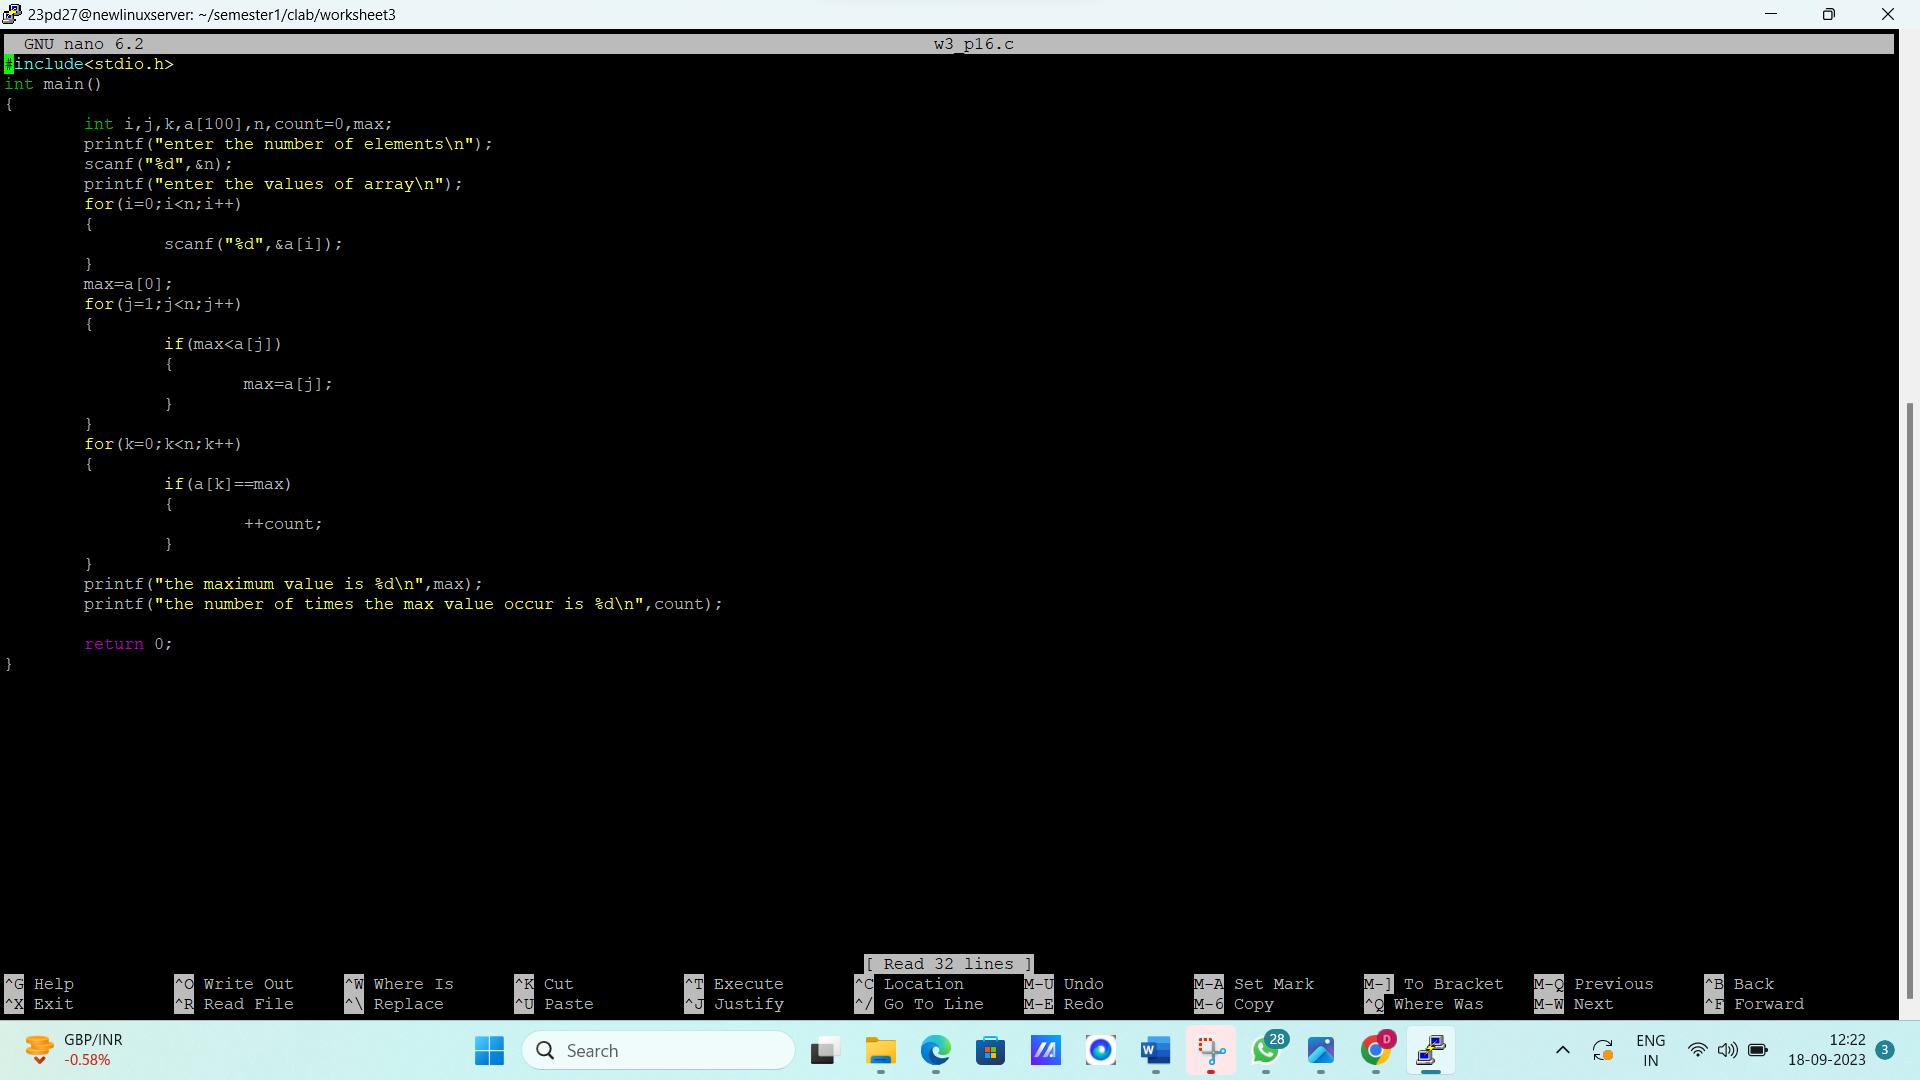 23pd27@newlinuxserver: ~/semester1/clab/worksheet3
GNU nano 6.2 w3_p16.c
#include<stdio.h>
int main()
{
int i,j,k,a[100],n,count=0,max;
printf("enter the number of elements\n");
scanf("%d",&n);
printf("enter the values of array\n");
for(i=0;i<n;i++)
{
scanf("%d",&a[i]);
}
max=a[0];
for(j=1;j<n;j++)
{
if(max<a[j])
{
max=a[j];
}
}
for(k=0;k<n;k++)
{
if(a[k]==max)
{
++count;
}
}
printf("the maximum value is %d\n",max);
printf("the number of times the max value occur is %d\n",count);
return 0;
}
[ Read 32 lines ]
^G Help ^O Write Out ^W Where Is ^K Cut ^T Execute ^C Location M-U Undo M-A Set Mark M-] To Bracket M-Q Previous ^B Back
^X Exit ^R Read File ^\ Replace ^U Paste ^J Justify ^/ Go To Line M-E Redo M-6 Copy ^Q Where Was M-W Next ^F Forward
GBP/INR
-0.58%
Search
W
28
D
ENG
IN
12:22
18-09-2023
3